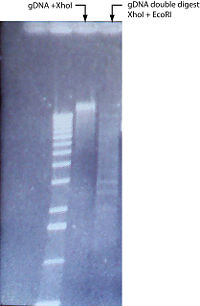 gDNA +XhoI
gDNA double digest
XhoI + EcoRI